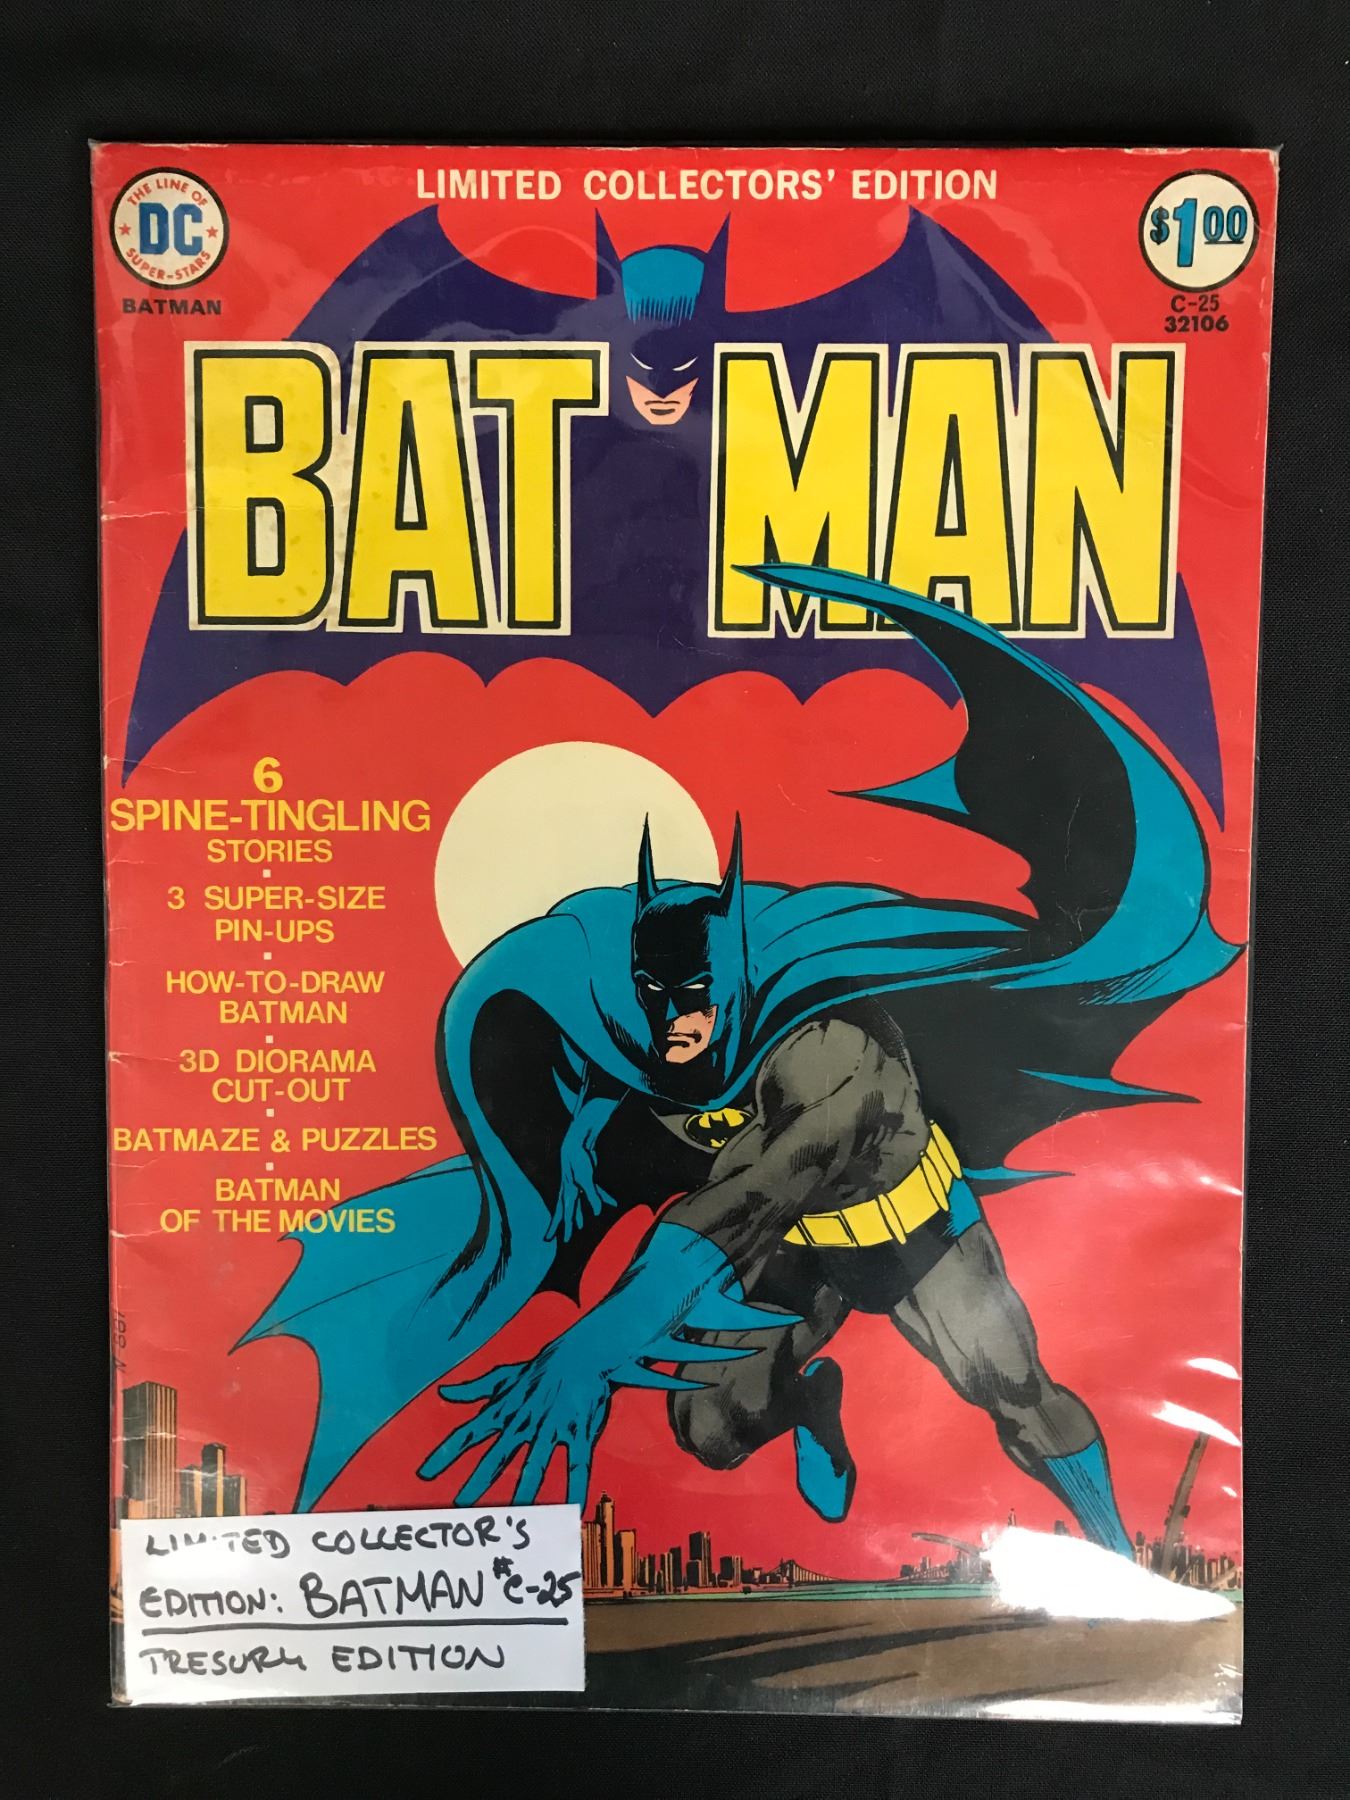 LIMITED COLLECTORS' EDITION
THE LINE OF
DC
SUPER-STARS
BATMAN
$1.00
C-25
32106
BATMAN
6
SPINE-TINGLING
STORIES
3 SUPER-SIZE
PIN-UPS
HOW-TO-DRAW
BATMAN
3D DIORAMA
CUT-OUT
BATMAZE & PUZZLES
BATMAN
OF THE MOVIES
LIMITED COLLECTOR'S
EDITION: BATMAN #C-25
TRESURY EDITION